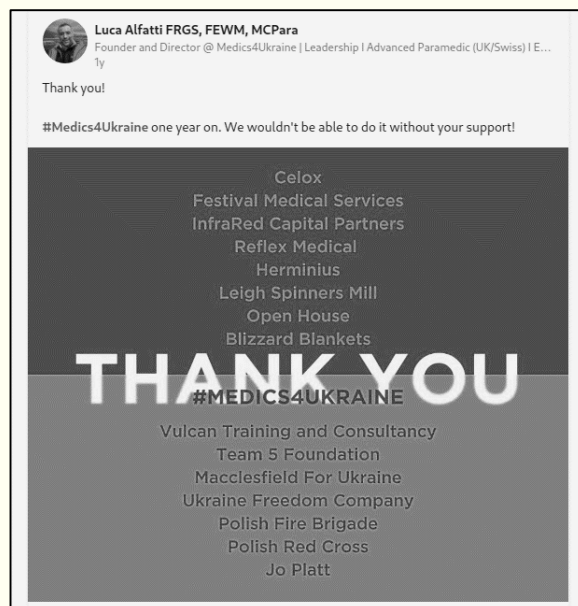 Luca Alfatti FRGS, FEWM, MCPara
Founder and Director @ Medics4Ukraine | Leadership I Advanced Paramedic (UK/Swiss) I E...
1y
Thank you!
#Medics4Ukraine one year on. We wouldn't be able to do it without your support!
Celox
Festival Medical Services
InfraRed Capital Partners
Reflex Medical
Herminius
Leigh Spinners Mill
Open House
Blizzard Blankets
THANK YOU
#MEDICS4UKRAINE
Vulcan Training and Consultancy
Team 5 Foundation
Macclesfield For Ukraine
Ukraine Freedom Company
Polish Fire Brigade
Polish Red Cross
Jo Platt